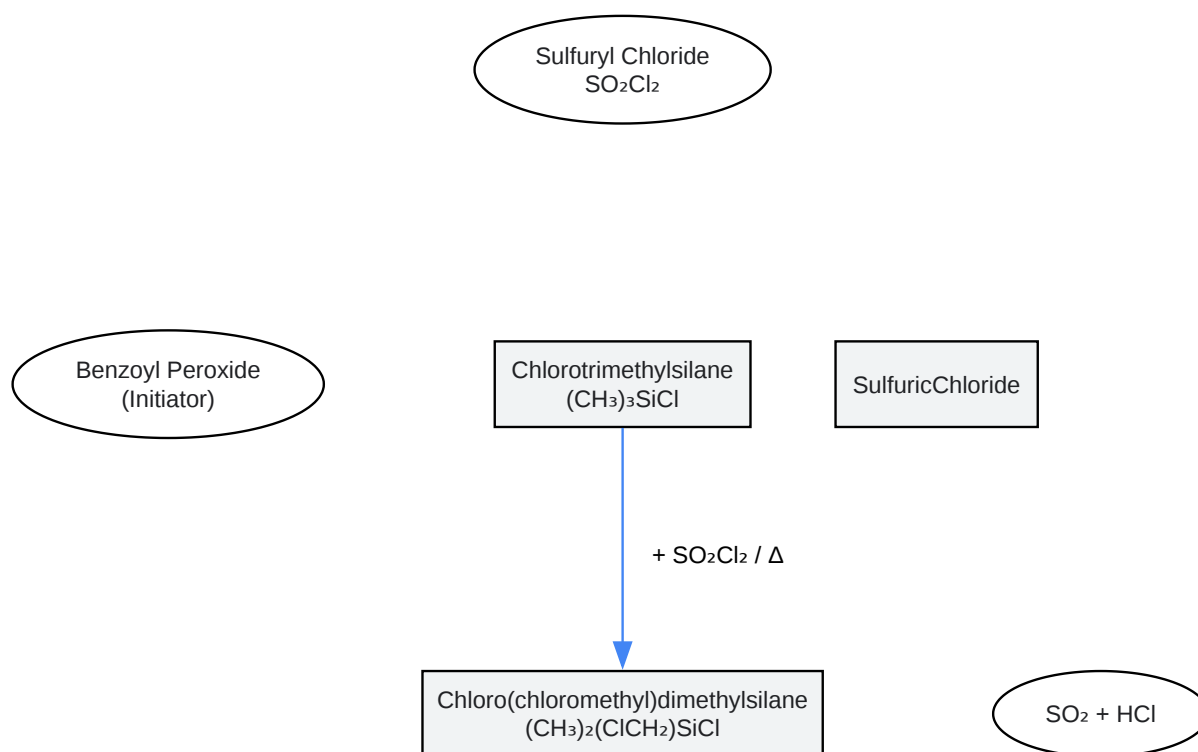 Sulfuryl Chloride
SO₂Cl₂
Benzoyl Peroxide
(Initiator)
Chlorotrimethylsilane
(CH₃)₃SiCl
SulfuricChloride
+ SO₂Cl₂ / Δ
Chloro(chloromethyl)dimethylsilane
(CH₃)₂(ClCH₂)SiCl
SO₂ + HCl